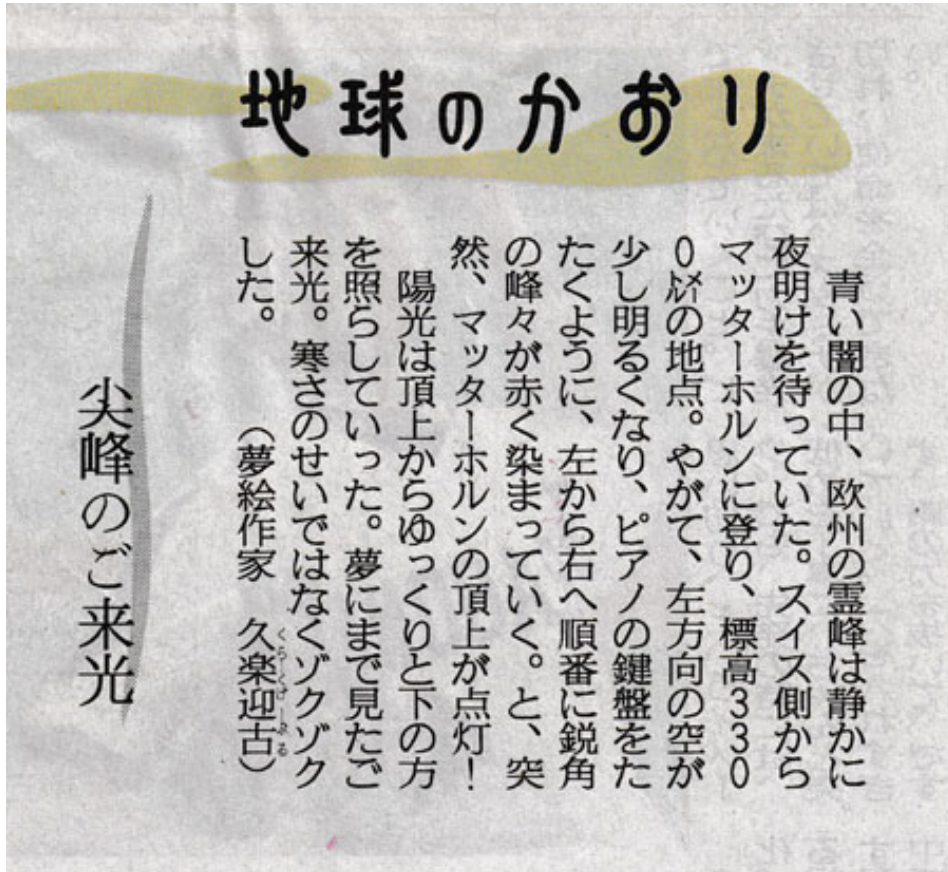 地球のかおり
青い闇の中、欧州の霊峰は静かに
夜明けを待っていた。スイス側から
マッターホルンに登り、標高330
0㍍の地点。やがて、左方向の空が
少し明るくなり、ピアノの鍵盤をた
たくように、左から右へ順番に鋭角
の峰々が赤く染まっていく。と、突
然、マッターホルンの頂上が点灯!
陽光は頂上からゆっくりと下の方
を照らしていった。夢にまで見たご
来光。寒さのせいではなくゾクゾク
した。 (夢絵作家 久楽迎古)
尖峰のご来光